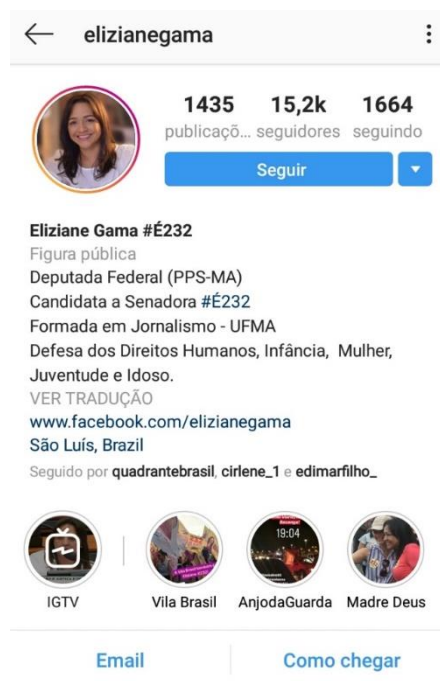 elizianegama
1435 15,2k 1664
publicaçõ... seguidores seguindo
Seguir
Eliziane Gama #É232
Figura pública
Deputada Federal (PPS-MA)
Candidata a Senadora #É232
Formada em Jornalismo - UFMA
Defesa dos Direitos Humanos, Infância, Mulher,
Juventude e Idoso.
VER TRADUÇÃO
www.facebook.com/elizianegama
São Luís, Brazil
Seguido por quadrantebrasil, cirlene_1 e edimarfilho_
19:04
IGTV Vila Brasil AnjodaGuarda Madre Deus
Email Como chegar